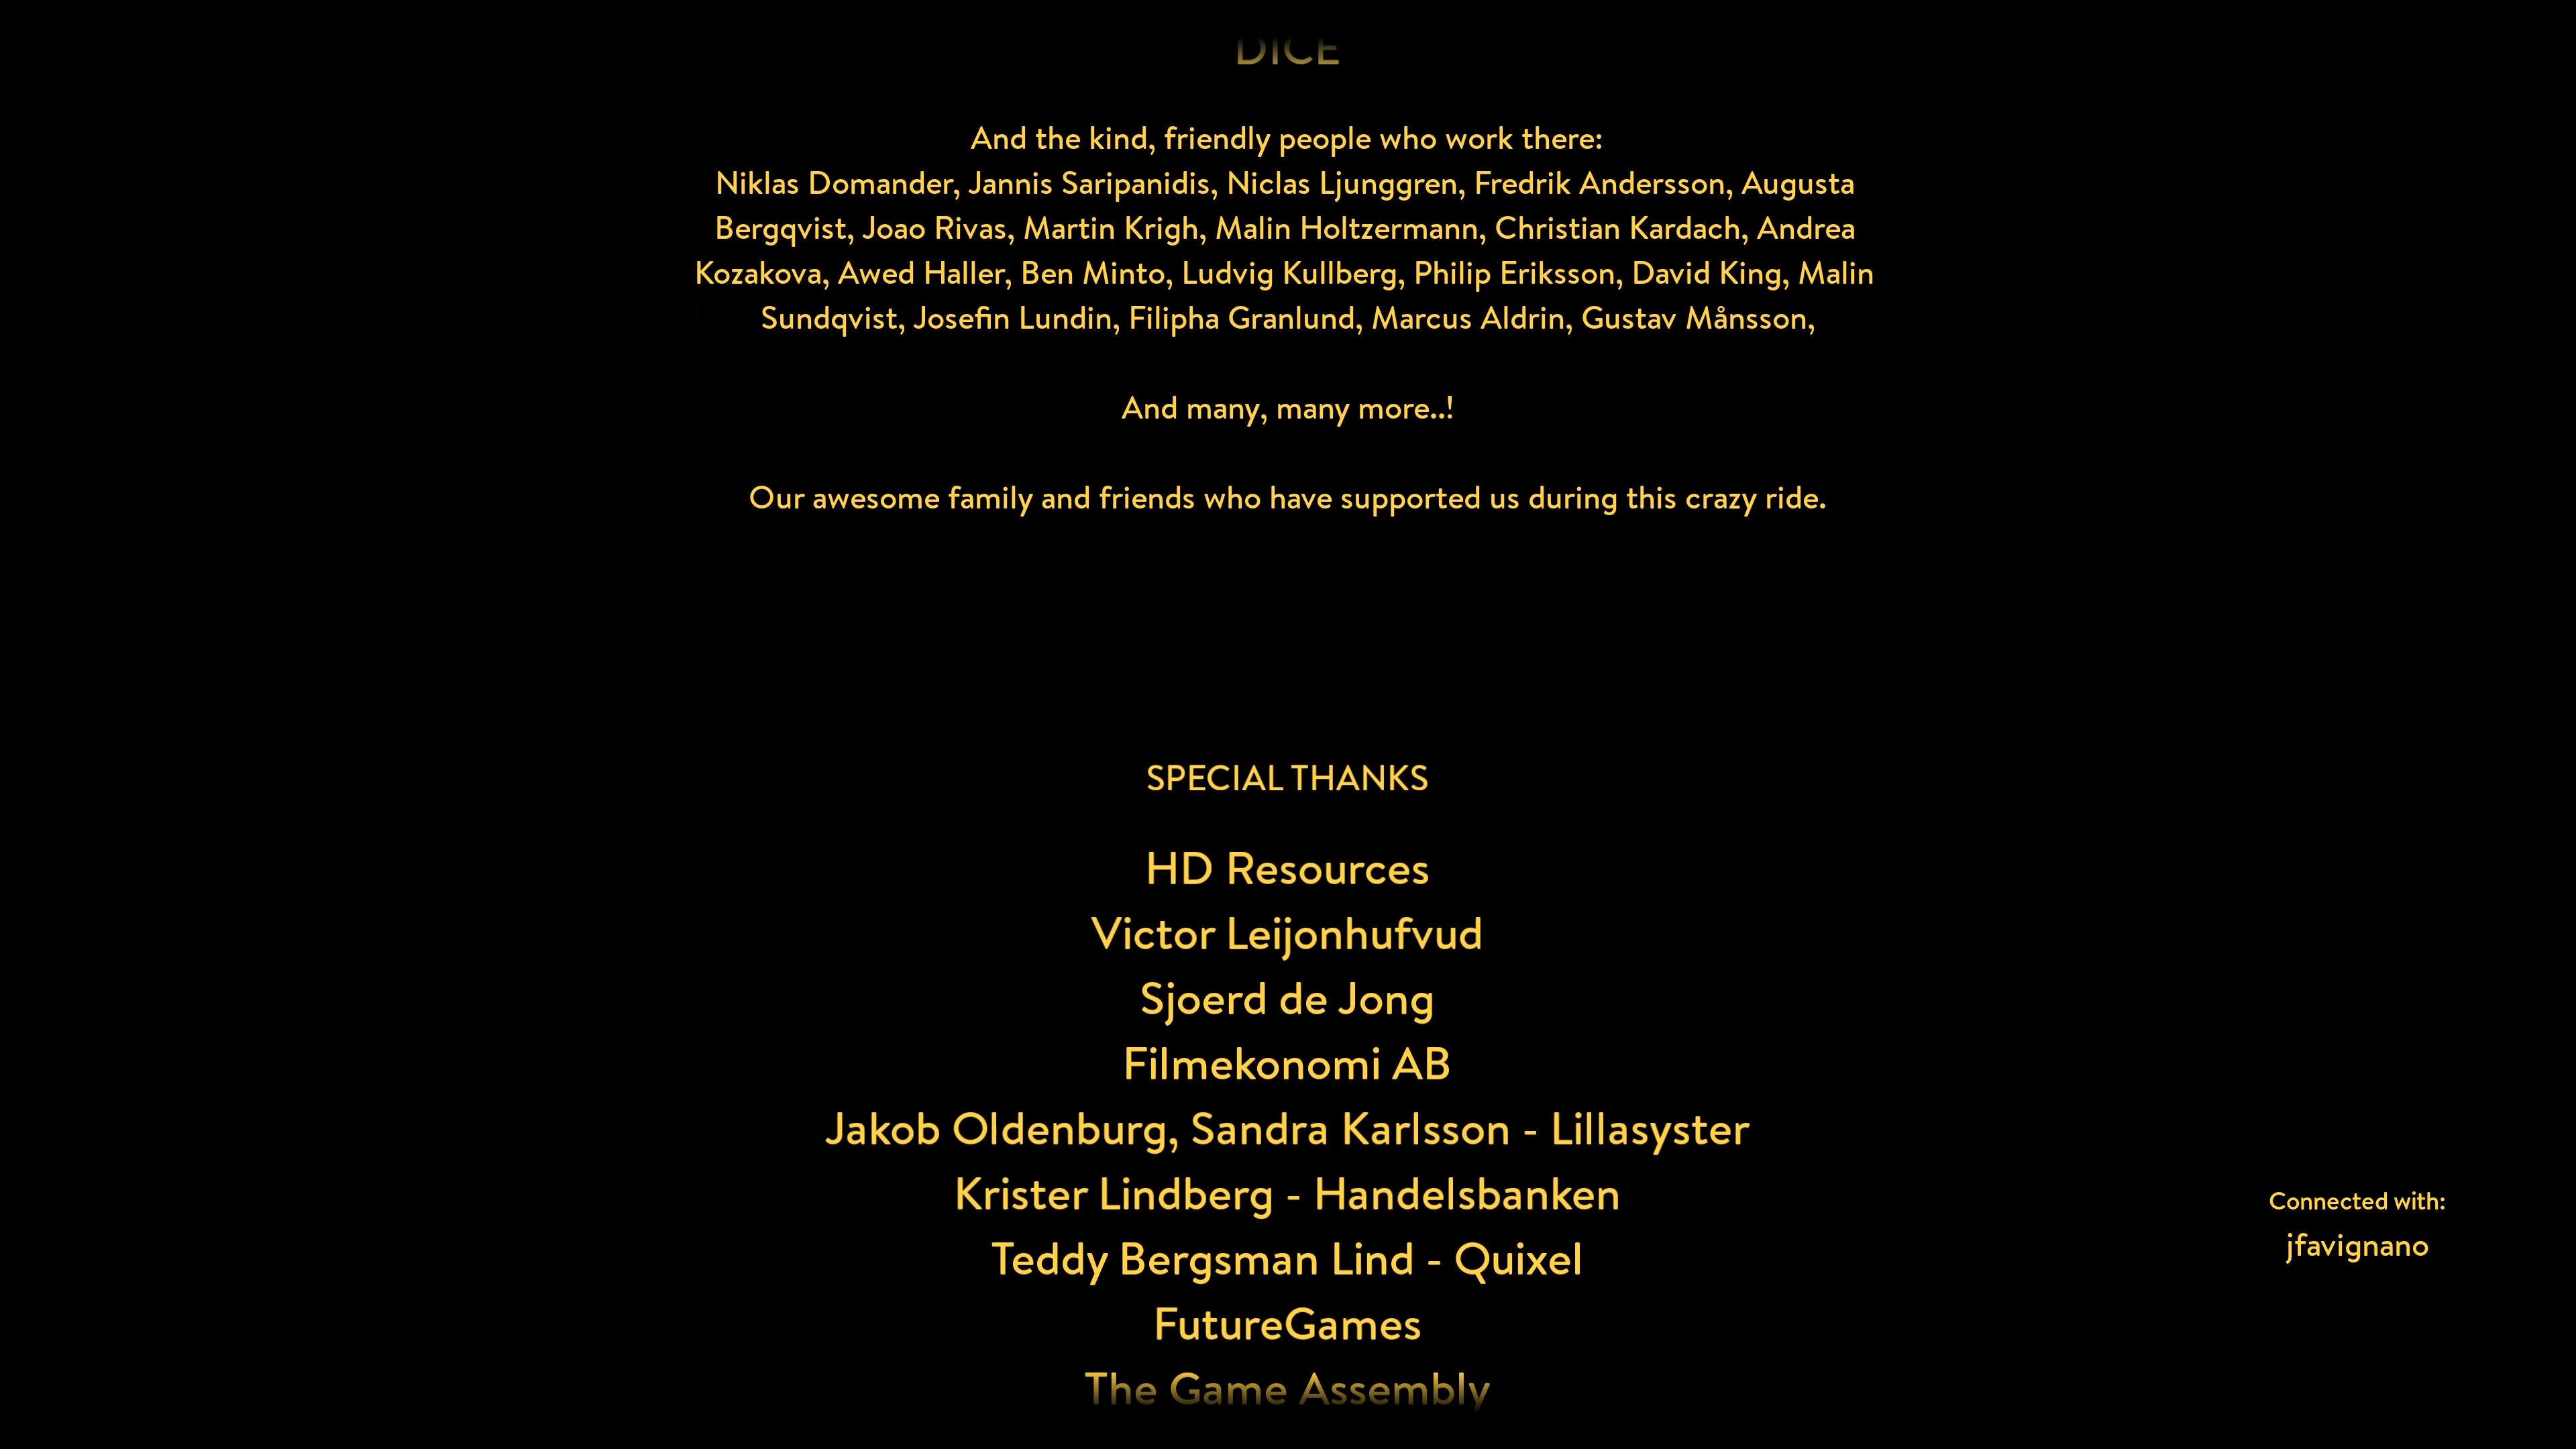 DICE
And the kind, friendly people who work there:
Niklas Domander, Jannis Saripanidis, Niclas Ljunggren, Fredrik Andersson, Augusta
Bergqvist, Joao Rivas, Martin Krigh, Malin Holtzermann, Christian Kardach, Andrea
Kozakova, Awed Haller, Ben Minto, Ludvig Kullberg, Philip Eriksson, David King, Malin
Sundqvist, Josefin Lundin, Filipha Granlund, Marcus Aldrin, Gustav Månsson,
And many, many more..!
Our awesome family and friends who have supported us during this crazy ride.
SPECIAL THANKS
HD Resources
Victor Leijonhufvud
Sjoerd de Jong
Filmekonomi AB
Jakob Oldenburg, Sandra Karlsson - Lillasyster
Krister Lindberg - Handelsbanken
Teddy Bergsman Lind - Quixel
FutureGames
The Game Assembly
Connected with:
jfavignano